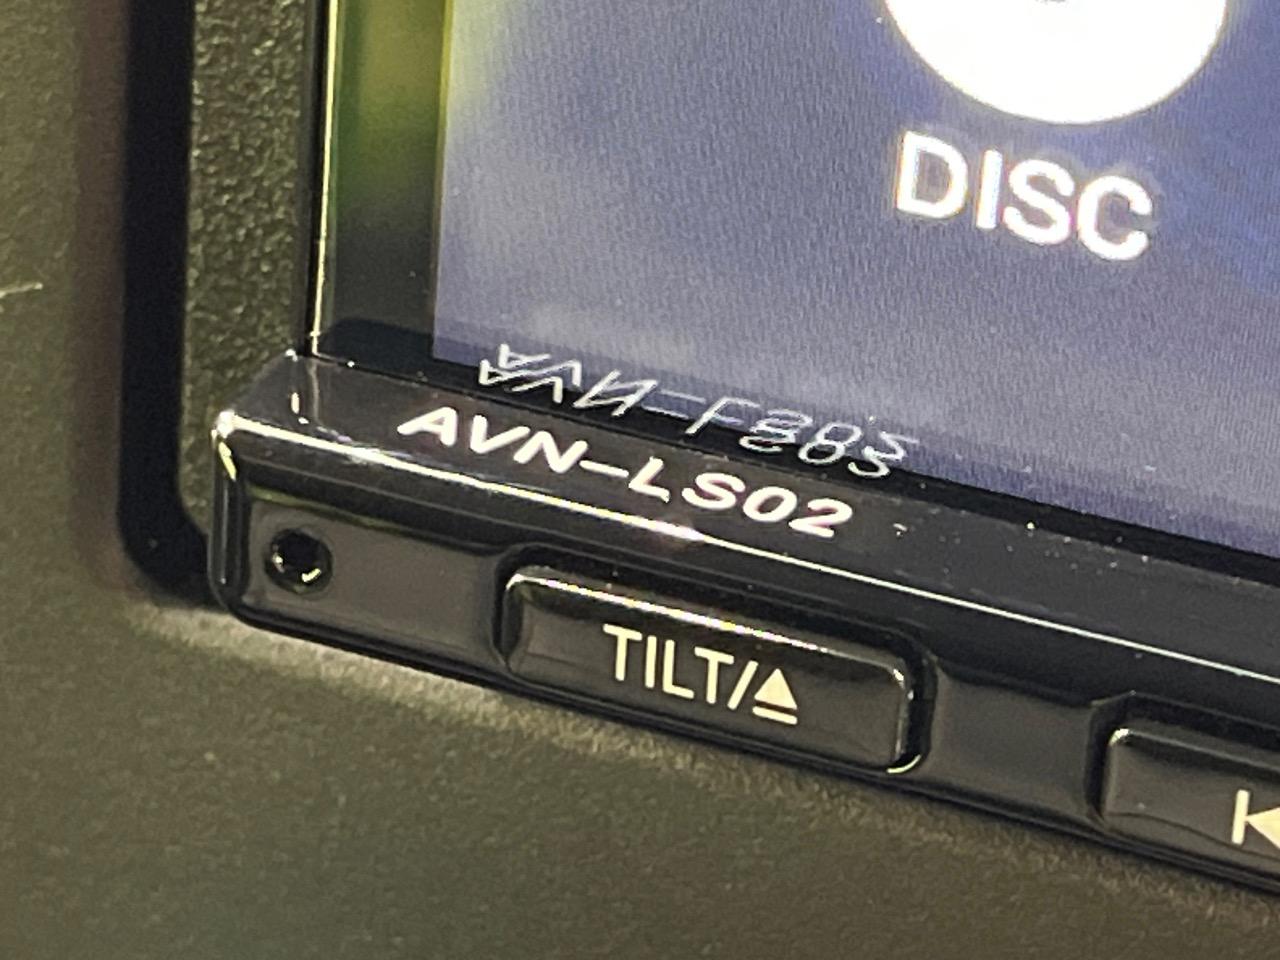 DISC
AVN-LS02
TILT/⏏